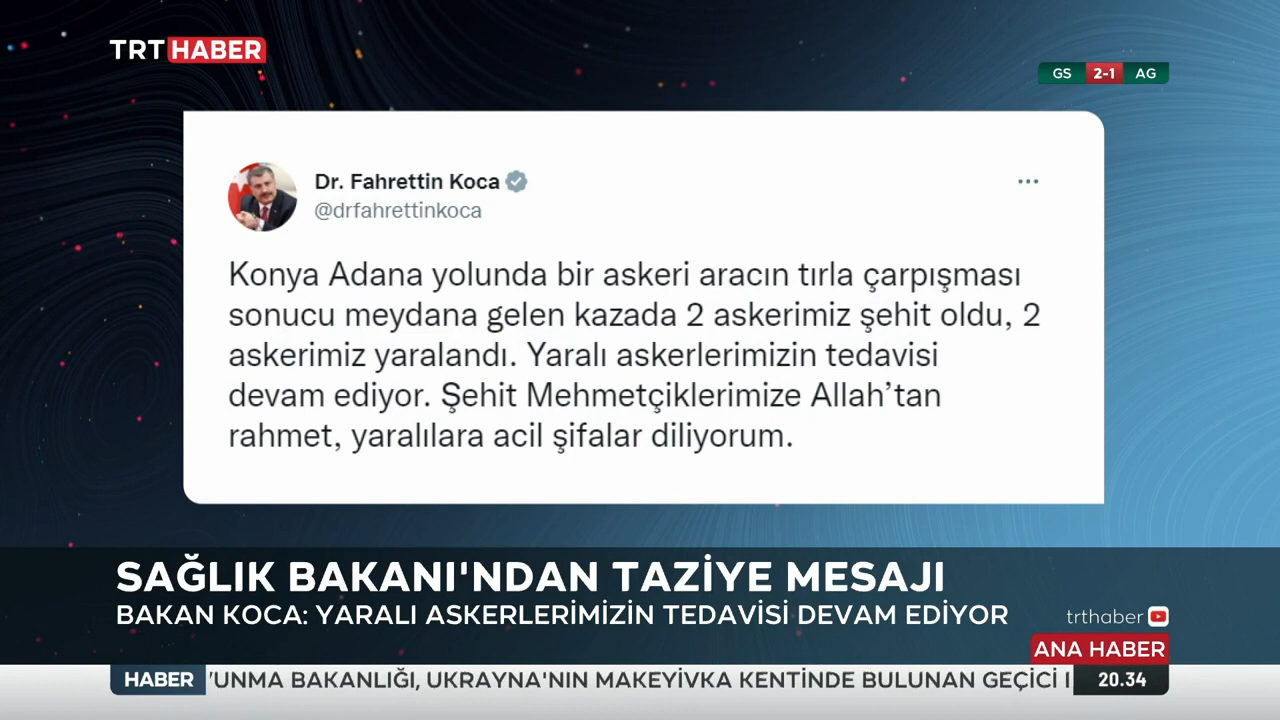 TRT HABER
GS 2-1 AG
Dr. Fahrettin Koca
@drfahrettinkoca
Konya Adana yolunda bir askeri aracın tırla çarpışması
sonucu meydana gelen kazada 2 askerimiz şehit oldu, 2
askerimiz yaralandı. Yaralı askerlerimizin tedavisi
devam ediyor. Şehit Mehmetçiklerimize Allah’tan
rahmet, yaralılara acil şifalar diliyorum.
SAĞLIK BAKANI'NDAN TAZİYE MESAJI
BAKAN KOCA: YARALI ASKERLERİMİZİN TEDAVİSİ DEVAM EDİYOR
trthaber
ANA HABER
HABER UNMA BAKANLIĞI, UKRAYNA'NIN MAKEYİVKA KENTİNDE BULUNAN GEÇİCİ 20.34